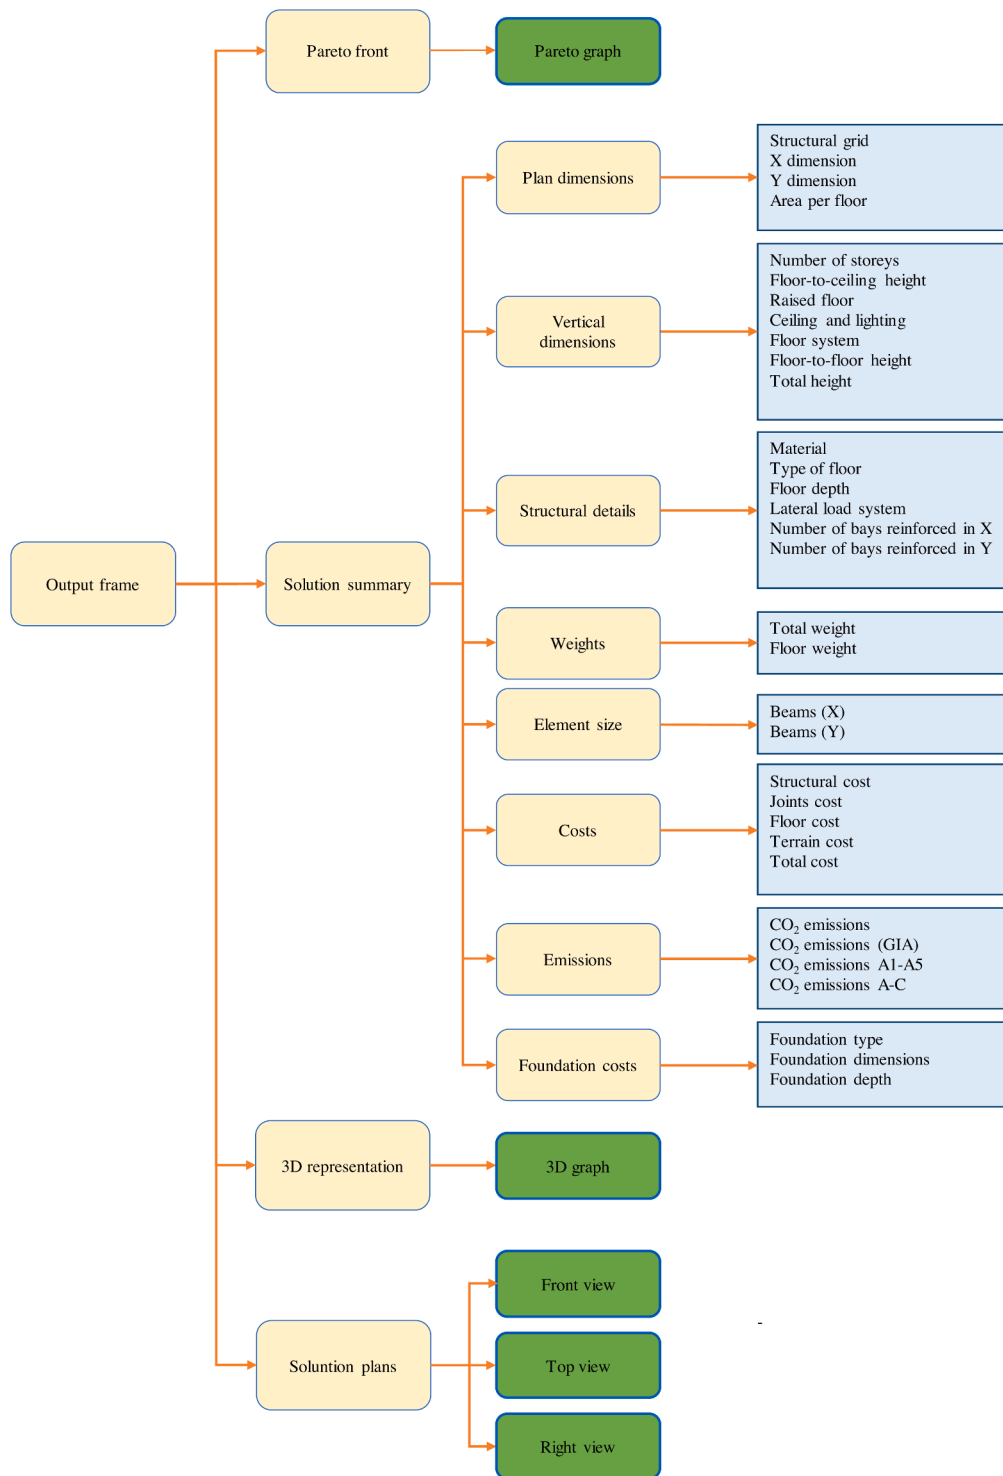 Pareto front
Pareto graph
Plan dimensions
Structural grid
X dimension
Y dimension
Area per floor
Vertical
dimensions
Number of storeys
Floor-to-ceiling height
Raised floor
Ceiling and lighting
Floor system
Floor-to-floor height
Total height
Structural details
Material
Type of floor
Floor depth
Lateral load system
Number of bays reinforced in X
Number of bays reinforced in Y
Output frame
Solution summary
Weights
Total weight
Floor weight
Element size
Beams (X)
Beams (Y)
Costs
Structural cost
Joints cost
Floor cost
Terrain cost
Total cost
Emissions
CO₂ emissions
CO₂ emissions (GIA)
CO₂ emissions A1-A5
CO₂ emissions A-C
Foundation costs
Foundation type
Foundation dimensions
Foundation depth
3D representation
3D graph
Soluntion plans
Front view
-
Top view
Right view